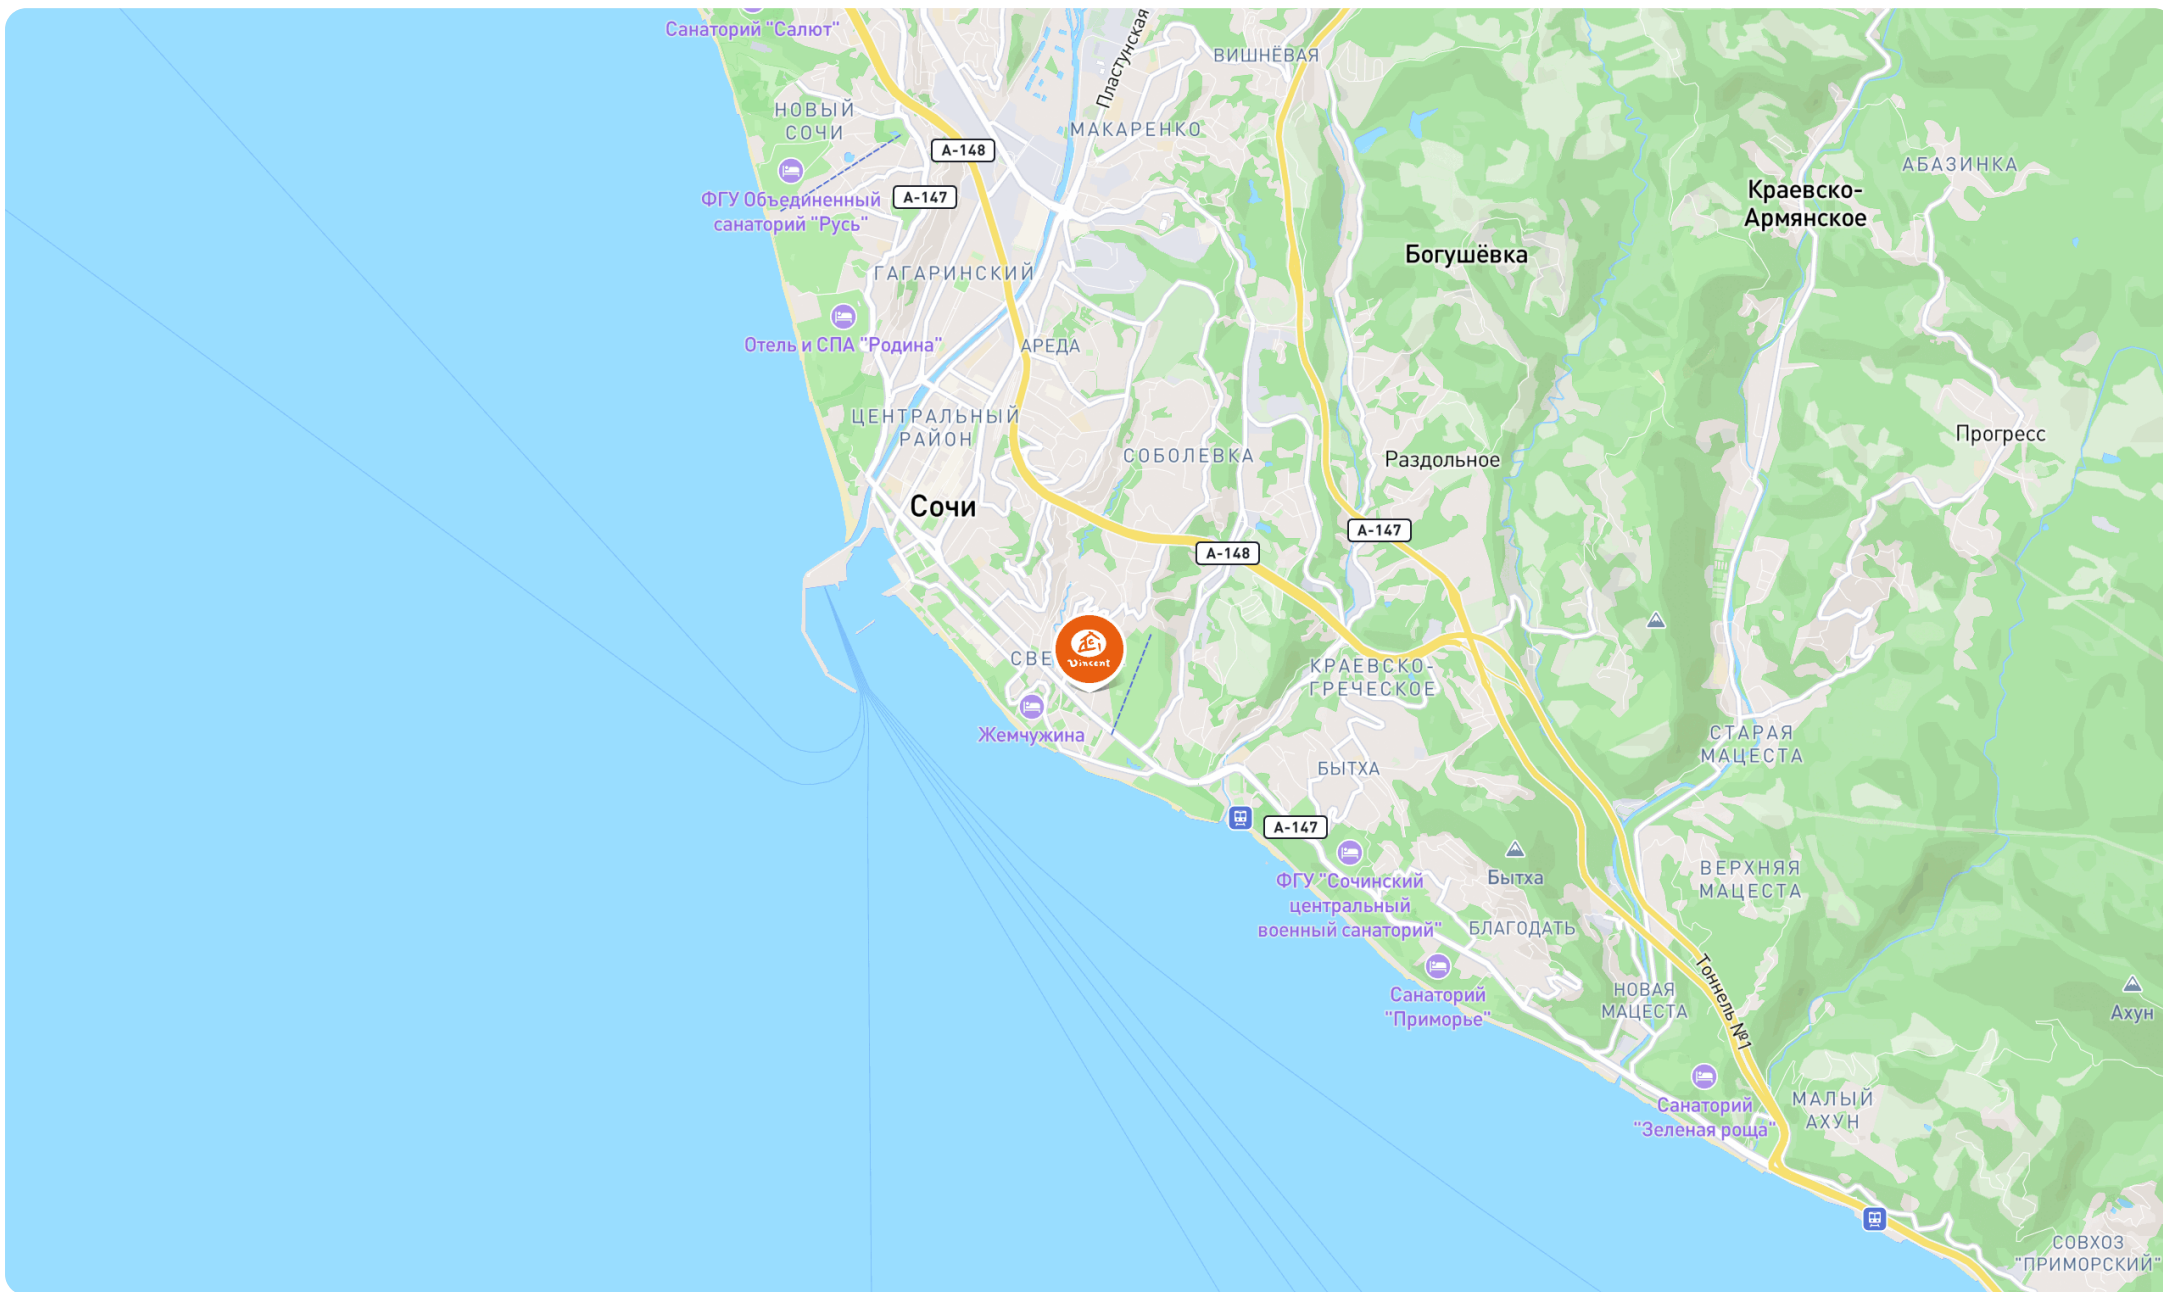 Санаторий "Салют"
Пластунская
ВИШНЁВАЯ
НОВЫЙ
СОЧИ
МАКАРЕНКО
А-148
АБАЗИНКА
ФГУ Объединенный
санаторий "Русь"
А-147
Краевско-
Армянское
Богушёвка
ГАГАРИНСКИЙ
Отель и СПА "Родина"
АРЕДА
ЦЕНТРАЛЬНЫЙ
РАЙОН
СОБОЛЕВКА
Раздольное
Прогресс
Сочи
А-148
А-147
СВЕ
Vincent
КРАЕВСКО-
ГРЕЧЕСКОЕ
Жемчужина
СТАРАЯ
МАЦЕСТА
БЫТХА
А-147
ФГУ "Сочинский
центральный
военный санаторий"
Бытха
ВЕРХНЯЯ
МАЦЕСТА
БЛАГОДАТЬ
Санаторий
"Приморье"
НОВАЯ
МАЦЕСТА
Тоннель №1
Ахун
Санаторий
"Зеленая роща"
МАЛЫЙ
АХУН
СОВХОЗ
"ПРИМОРСКИЙ"